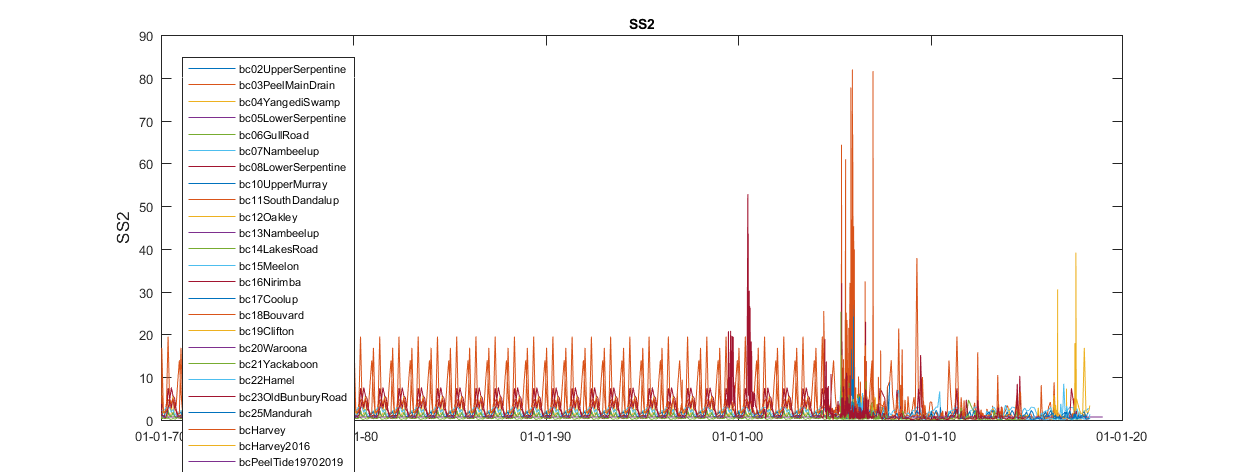 SS2
90
80
70
60
50
40
30
20
10
0
SS2
bc02UpperSerpentine
bc03PeelMainDrain
bc04YangediSwamp
bc05LowerSerpentine
bc06GullRoad
bc07Nambeelup
bc08LowerSerpentine
bc10UpperMurray
bc11SouthDandalup
bc12Oakley
bc13Nambeelup
bc14LakesRoad
bc15Meelon
bc16Nirimba
bc17Coolup
bc18Bouvard
bc19Clifton
bc20Waroona
bc21Yackaboon
bc22Hamel
bc23OldBunburyRoad
bc25Mandurah
bcHarvey
bcHarvey2016
bcPeelTide19702019
01-01-70 1-80 01-01-90 01-01-00 01-01-10 01-01-20